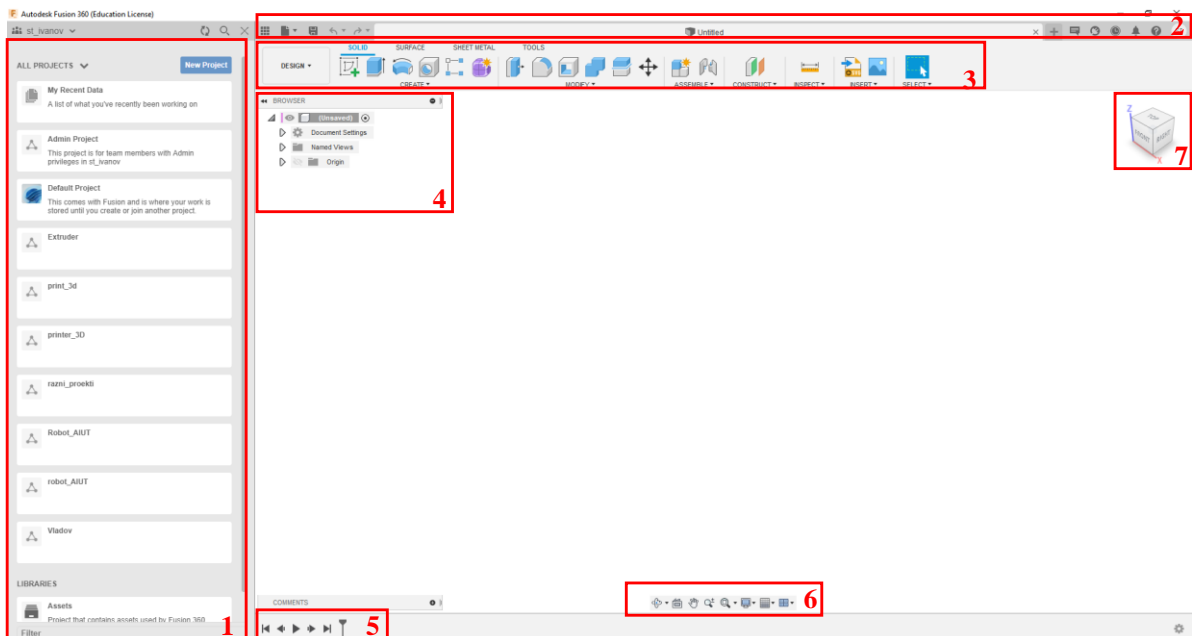 Autodesk Fusion 360 (Education License)
st_ivanov
Untitled
2
ALL PROJECTS
New Project
My Recent Data
A list of what you've recently been working on
Admin Project
This project is for team members with Admin
privileges in st_ivanov
Default Project
This comes with Fusion and is where your work is
stored until you create or join another project
Extruder
print_3d
printer_3D
razni_proekti
Robot_AIUT
robot_AIUT
Vladov
LIBRARIES
Assets
Project that contains assets used by Fusion 360
Filter
1
DESIGN
SOLID
SURFACE
SHEET METAL
TOOLS
CREATE
MODIFY
ASSEMBLE
CONSTRUCT
INSPECT
INSERT
SELECT
3
BROWSER
(Unsaved)
Document Settings
Named Views
Origin
4
Z
TOP
FRONT
RIGHT
X
7
COMMENTS
6
5